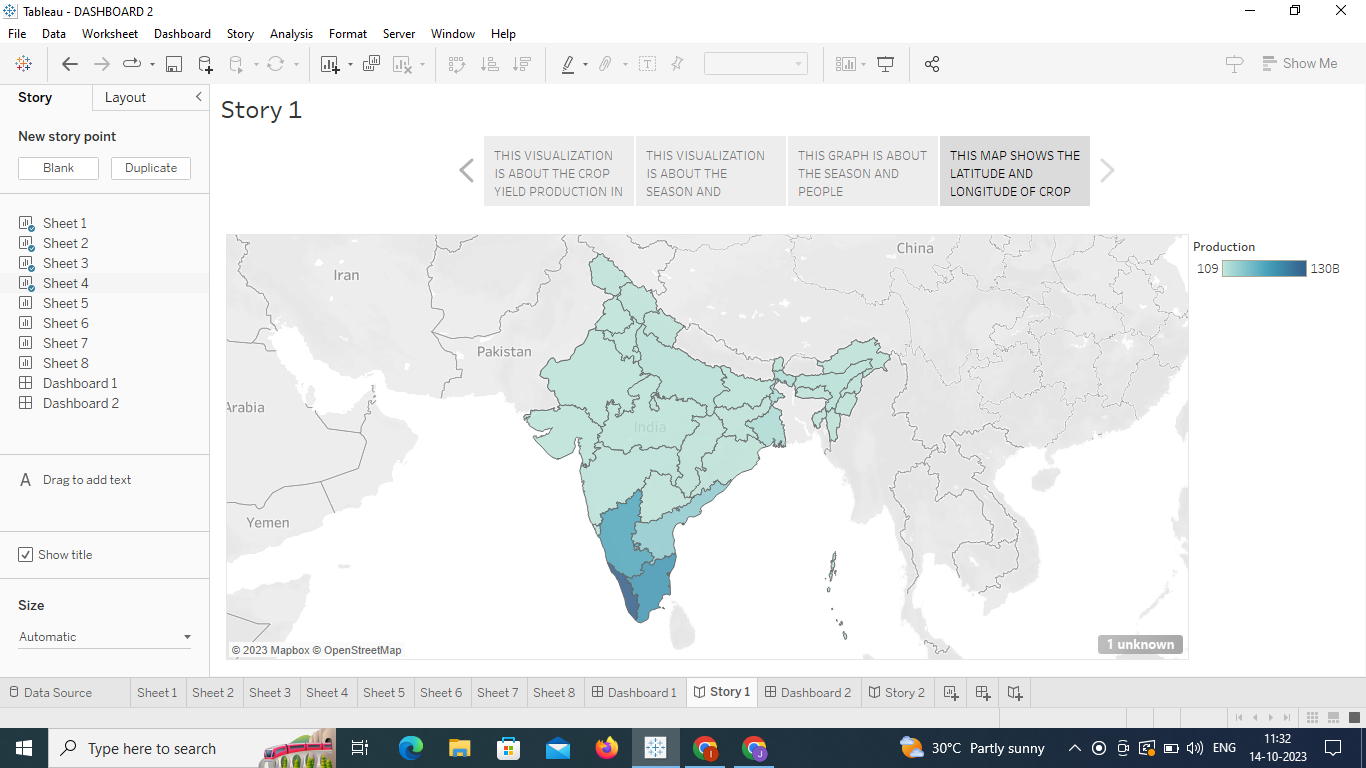 Tableau - DASHBOARD 2
File Data Worksheet Dashboard Story Analysis Format Server Window Help
Show Me
Story Layout
New story point
Blank Duplicate
Sheet 1
Sheet 2
Sheet 3
Sheet 4
Sheet 5
Sheet 6
Sheet 7
Sheet 8
Dashboard 1
Dashboard 2
A Drag to add text
Show title
Size
Automatic
Story 1
THIS VISUALIZATION
IS ABOUT THE CROP
YIELD PRODUCTION IN
THIS VISUALIZATION
IS ABOUT THE
SEASON AND
THIS GRAPH IS ABOUT
THE SEASON AND
PEOPLE
THIS MAP SHOWS THE
LATITUDE AND
LONGITUDE OF CROP
China
Iran
Pakistan
Arabia
India
Yemen
© 2023 Mapbox © OpenStreetMap
1 unknown
Production
109 130B
Data Source Sheet 1 Sheet 2 Sheet 3 Sheet 4 Sheet 5 Sheet 6 Sheet 7 Sheet 8 Dashboard 1 Story 1 Dashboard 2 Story 2
Type here to search
30°C Partly sunny
ENG
11:32
14-10-2023